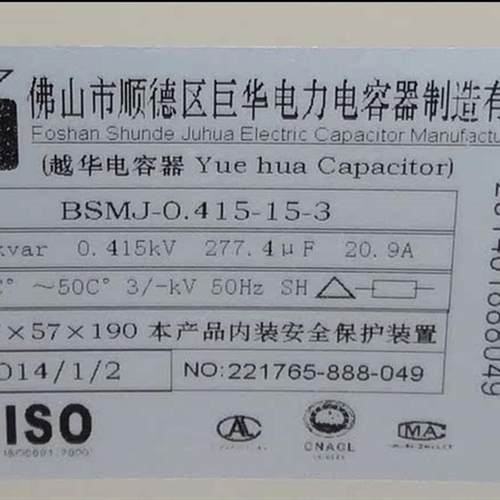 佛山市顺德区巨华电力电容器制造有
Foshan Shunde Juhua Electric Capacitor Manufactu
(越华电容器 Yue hua Capacitor)
BSMJ-0.415-15-3
kvar 0.415kV 277.4μF 20.9A
C° ～50C° 3/-kV 50Hz SH
×57×190 本产品内装安全保护装置
014/1/2 NO:221765-888-049
ISO
CNACL
MA